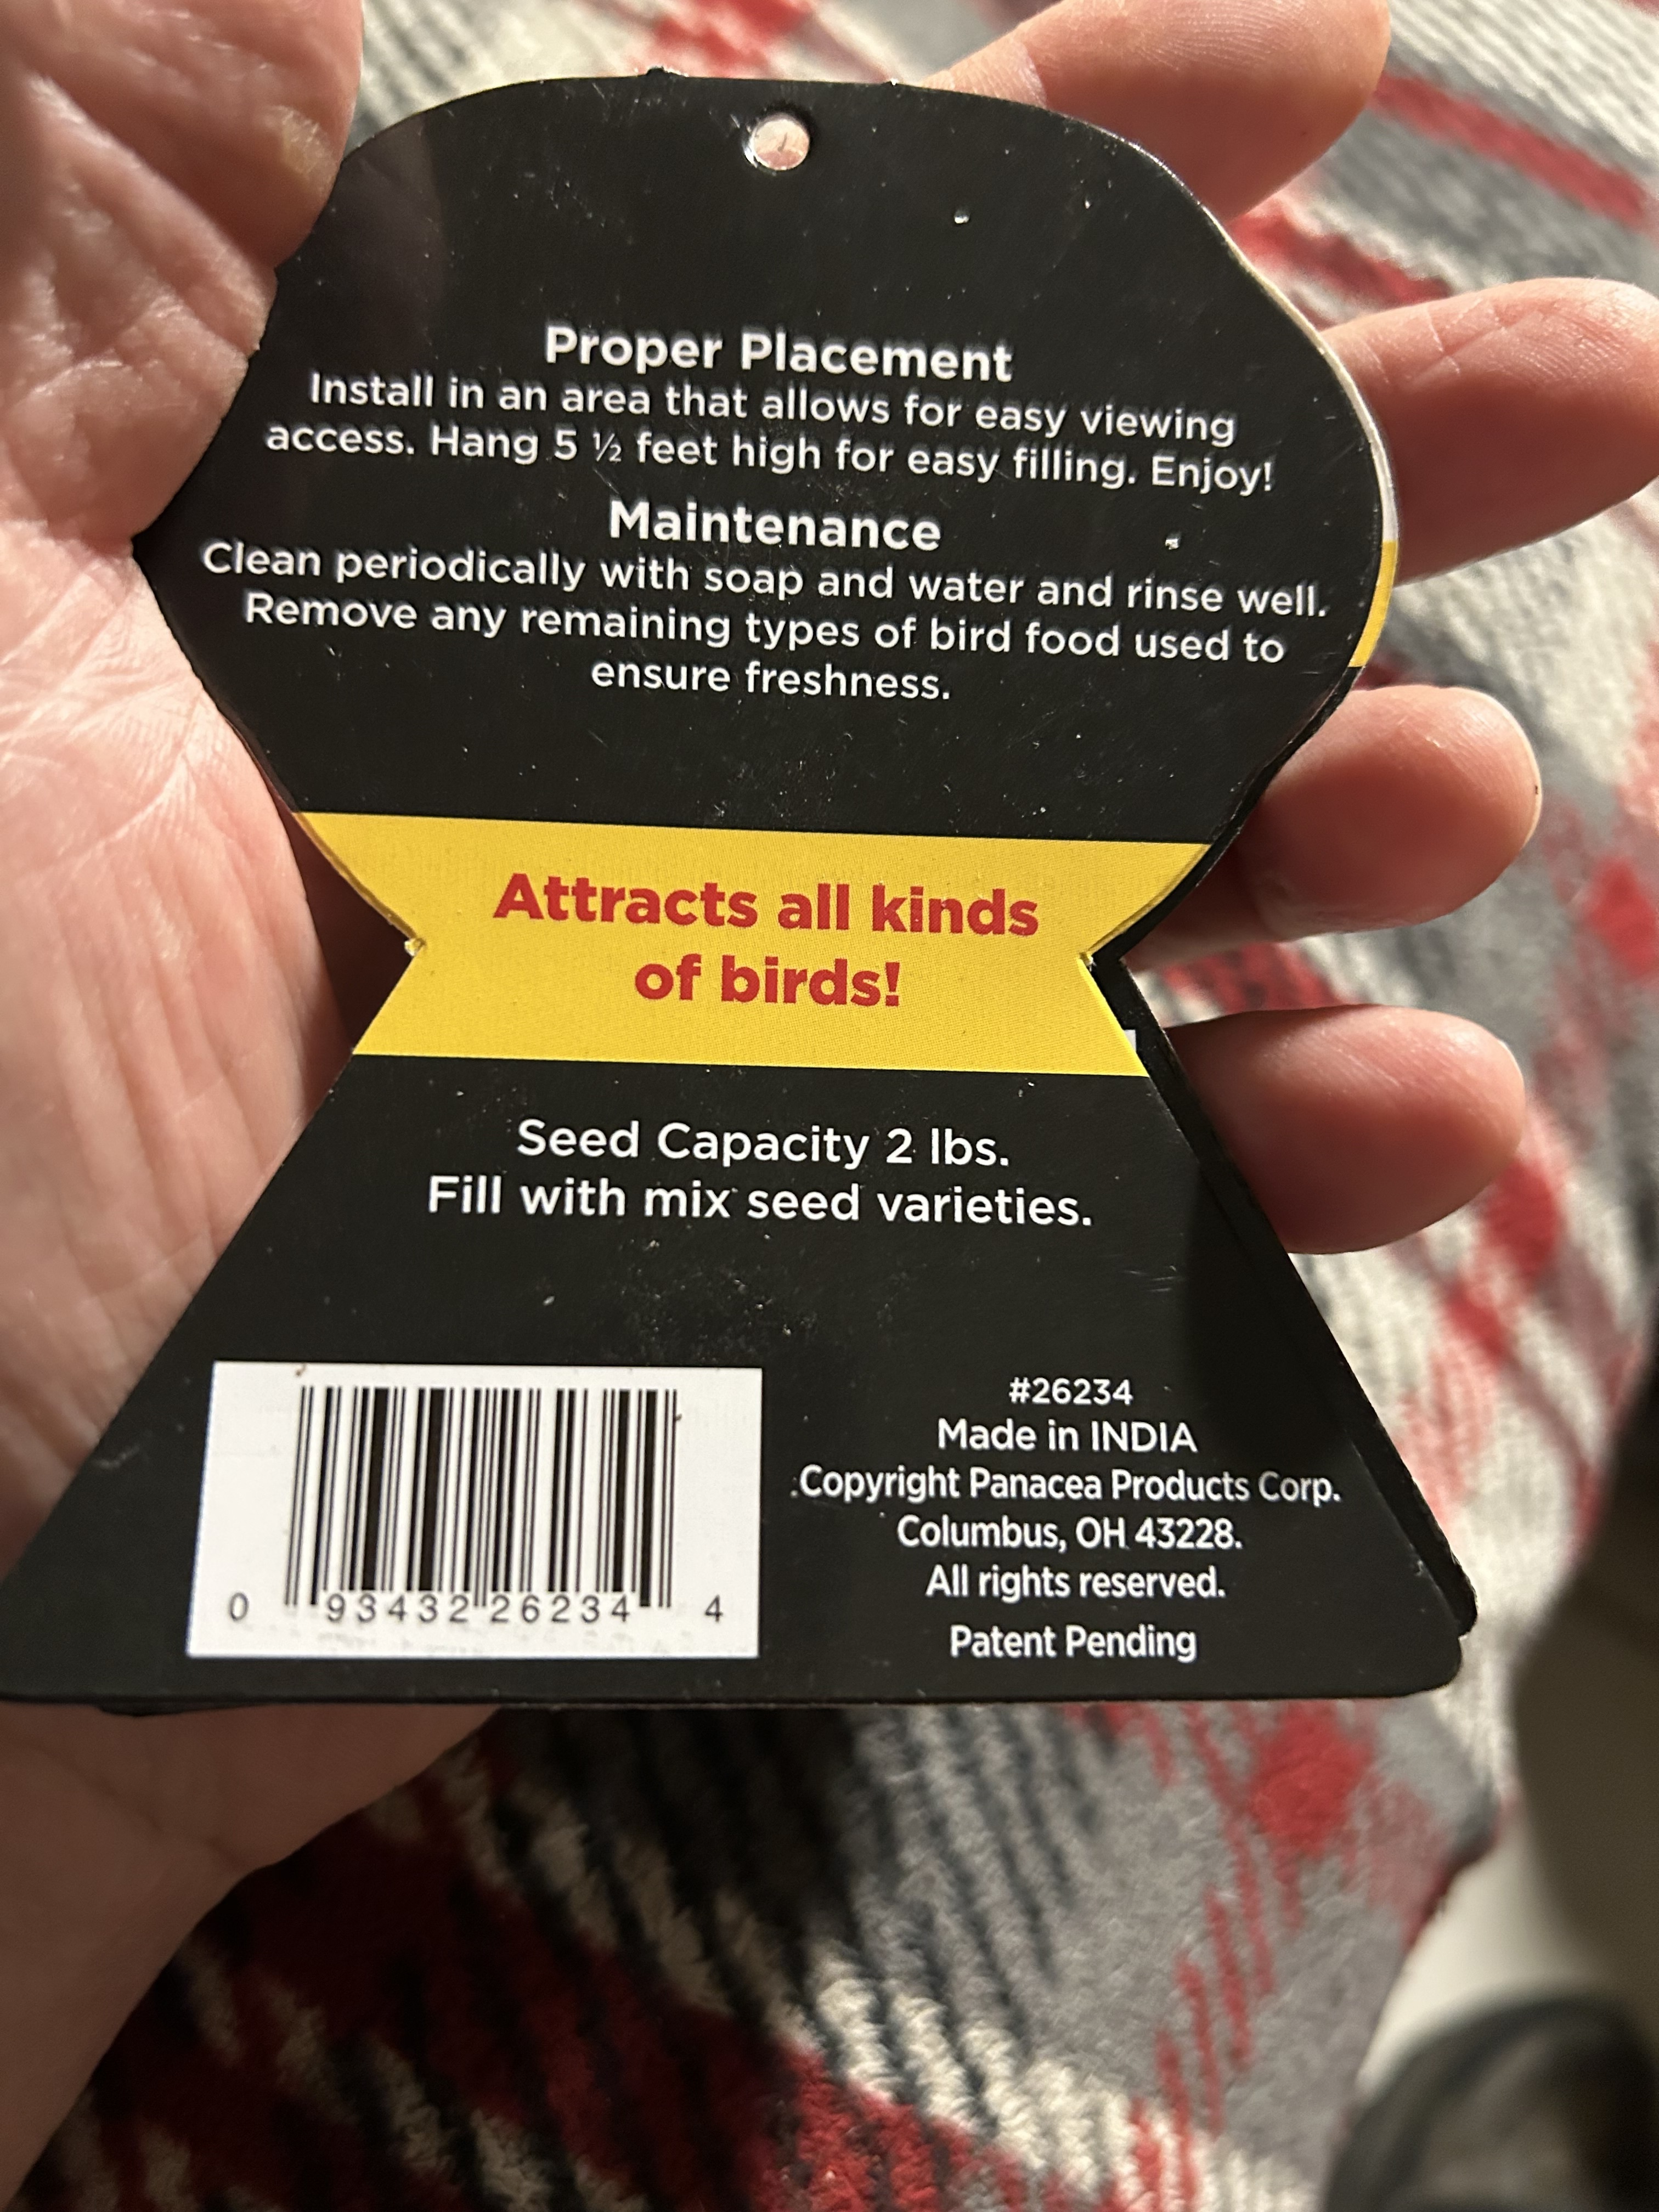 Proper Placement
Install in an area that allows for easy viewing
access. Hang 5 ½ feet high for easy filling. Enjoy!
Maintenance
Clean periodically with soap and water and rinse well.
Remove any remaining types of bird food used to
ensure freshness.
Attracts all kinds
of birds!
Seed Capacity 2 lbs.
Fill with mix seed varieties.
0 93432 26234 4
#26234
Made in INDIA
Copyright Panacea Products Corp.
Columbus, OH 43228.
All rights reserved.
Patent Pending